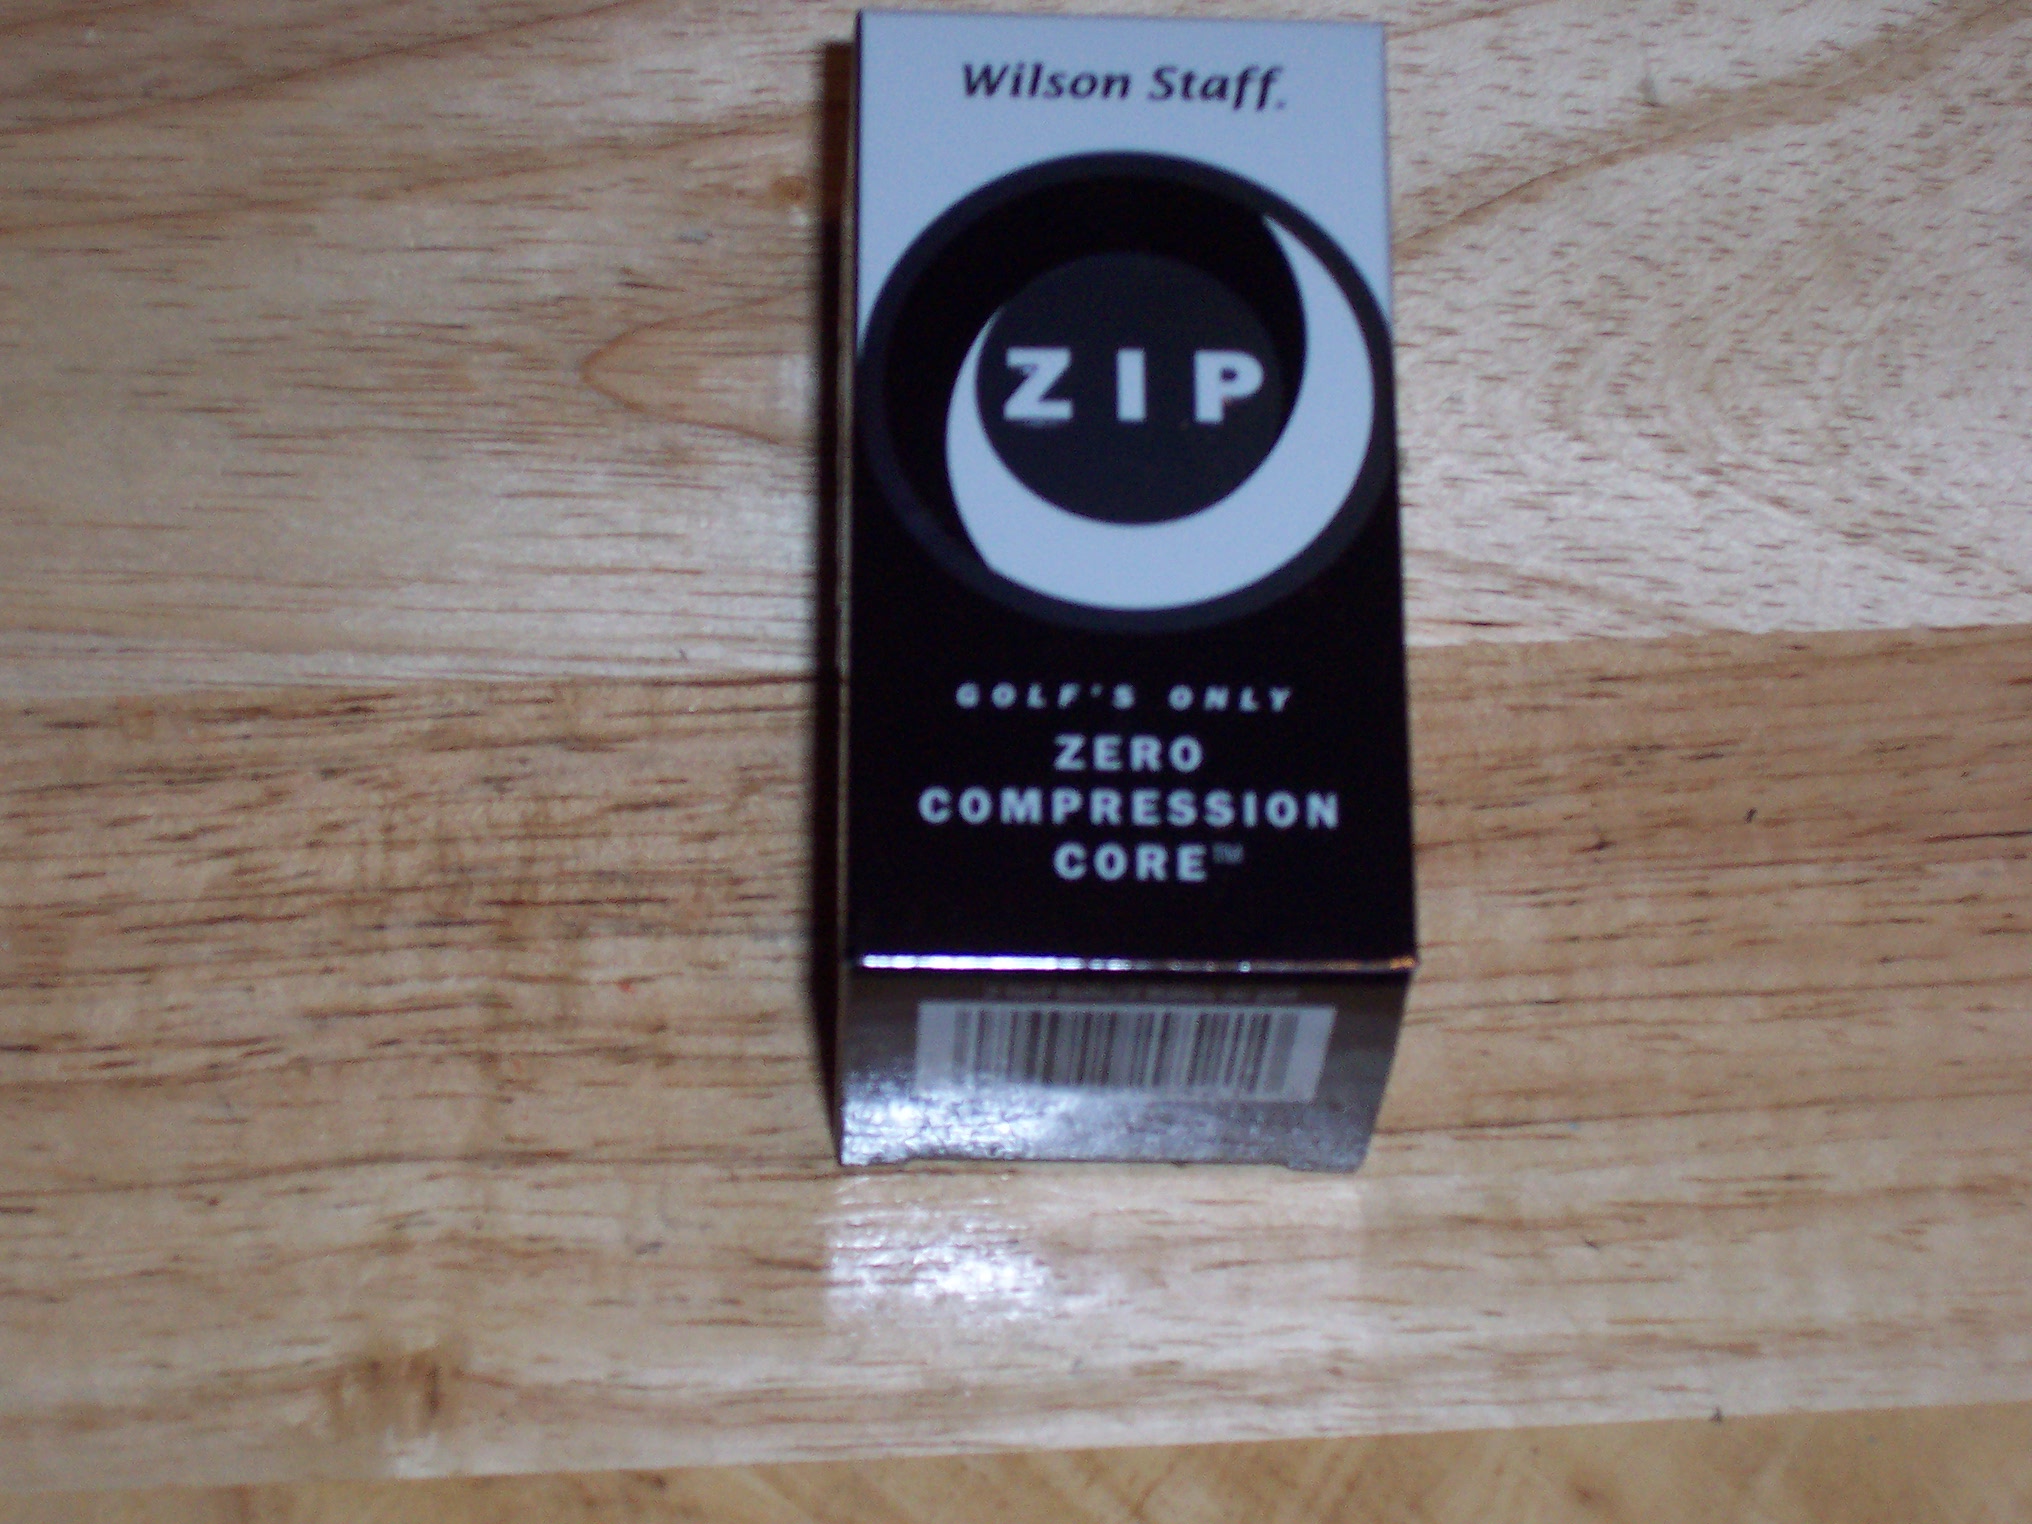 Wilson Staff.
ZIP
GOLF'S ONLY
ZERO
COMPRESSION
CORE™